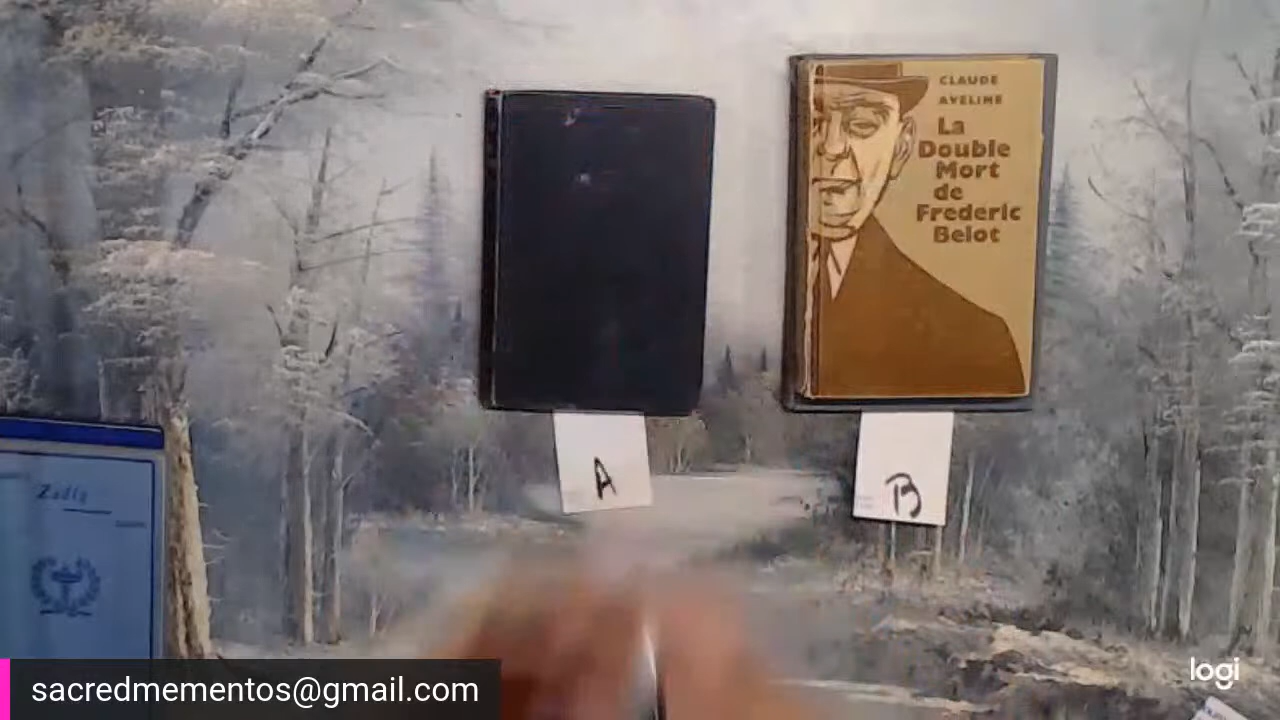 CLAUDE
AVELINE
La
Double
Mort
de
Frederic
Belot
A
B
Zadig
logi
sacredmementos@gmail.com